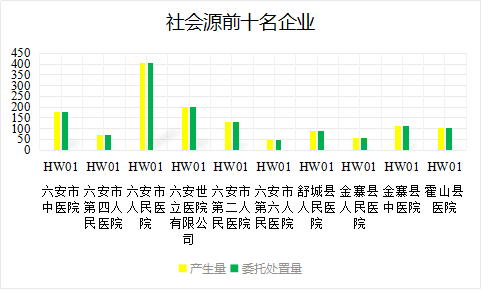 社会源前十名企业
450
400
350
300
250
200
150
100
50
0
HW01 HW01 HW01 HW01 HW01 HW01 HW01 HW01 HW01 HW01
六安市中医院
六安市第四人民医院
六安市人民医院
六安世立医院有限公司
六安市第二人民医院
六安市第六人民医院
舒城县人民医院
金寨县人民医院
金寨县中医院
霍山县医院
产生量 委托处置量